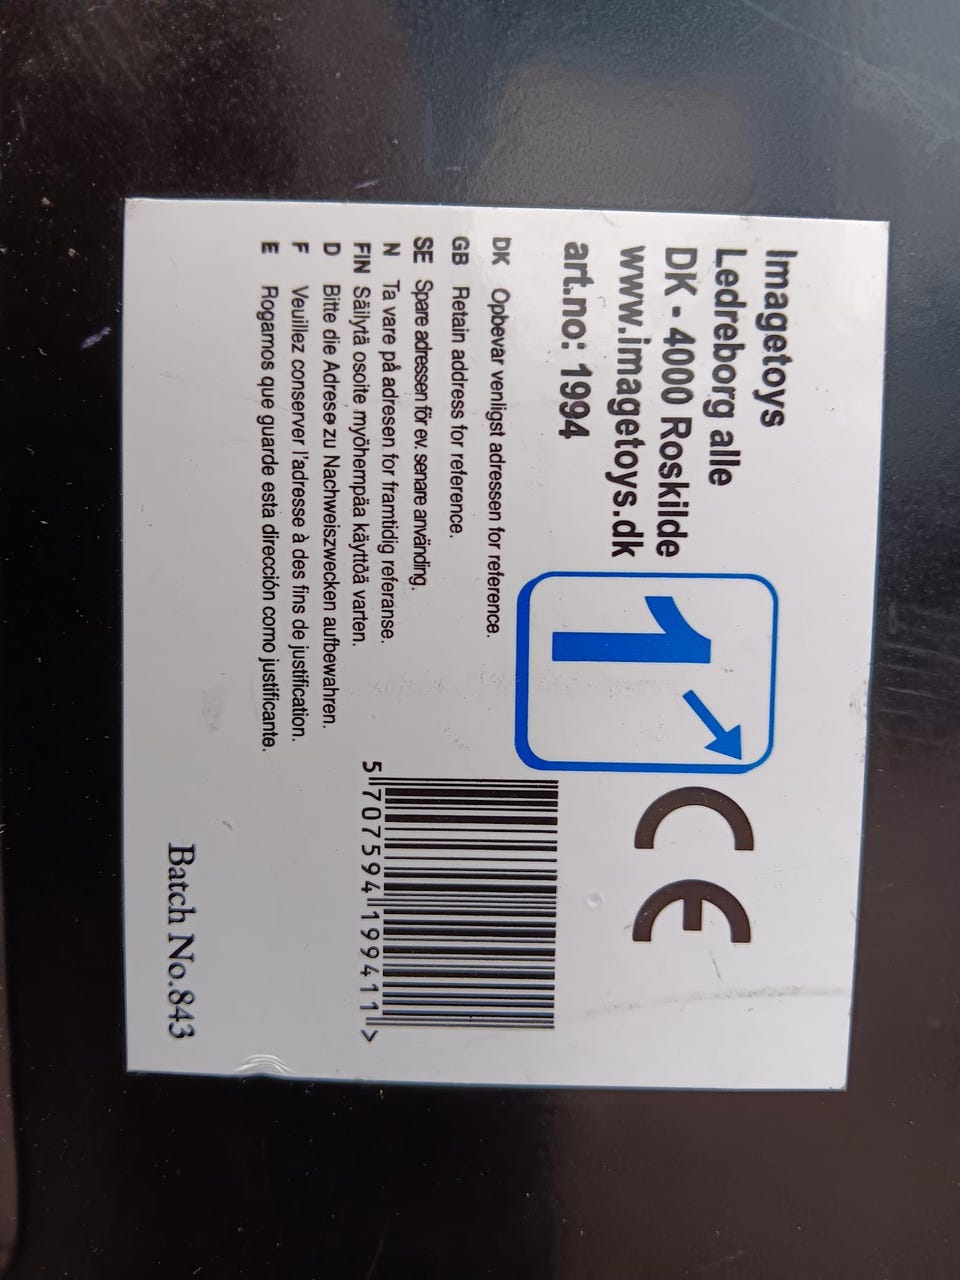 Imagetoys
Ledreborg alle
DK - 4000 Roskilde
www.imagetoys.dk
art.no: 1994
1
CE
DK Opbevar venligst adressen for reference.
GB Retain address for reference.
SE Spare adressen för ev. senare använding.
N Ta vare på adresen for framtidig referanse.
FIN Säilytä osoite myöhempäa käyttöä varten.
D Bitte die Adrese zu Nachweiszwecken aufbewahren.
F Veuillez conserver l'adresse à des fins de justification.
E Rogamos que guarde esta dirección como justificante.
5 707594 199411 >
Batch No.843